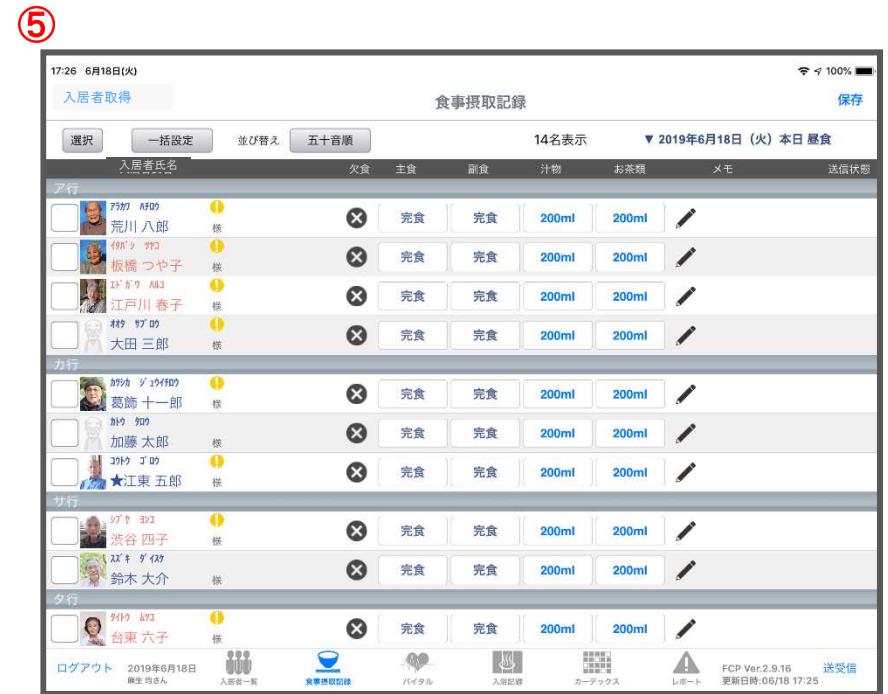 ⑤
17:26 6月18日(火) 100%
入居者取得 食事摂取記録 保存
選択 一括設定 並び替え 五十音順 14名表示 ▼ 2019年6月18日（火）本日 昼食
入居者氏名 欠食 主食 副食 汁物 お茶類 メモ 送信状態
ア行
ｱﾗｶﾜ ﾊﾁﾛｳ
荒川 八郎 様 完食 完食 200ml 200ml
ｲﾀﾊﾞｼ ﾂﾔｺ
板橋 つや子 様 完食 完食 200ml 200ml
ｴﾄﾞｶﾞﾜ ﾊﾙｺ
江戸川 春子 様 完食 完食 200ml 200ml
ｵｵﾀ ｻﾌﾞﾛｳ
大田 三郎 様 完食 完食 200ml 200ml
カ行
ｶﾂｼｶ ｼﾞｭｳｲﾁﾛｳ
葛飾 十一郎 様 完食 完食 200ml 200ml
ｶﾄｳ ﾀﾛｳ
加藤 太郎 様 完食 完食 200ml 200ml
ｺｳﾄｳ ｺﾞﾛｳ
★江東 五郎 様 完食 完食 200ml 200ml
サ行
ｼﾌﾞﾔ ﾖﾝｺ
渋谷 四子 様 完食 完食 200ml 200ml
ｽｽﾞｷ ﾀﾞｲｽｹ
鈴木 大介 様 完食 完食 200ml 200ml
タ行
ﾀｲﾄｳ ﾑﾂｺ
台東 六子 様 完食 完食 200ml 200ml
ログアウト 2019年6月18日 FCP Ver.2.9.16 送受信
麻生 均さん 入居者一覧 食事摂取記録 バイタル 入浴記録 カーデックス レポート 更新日時:06/18 17:25